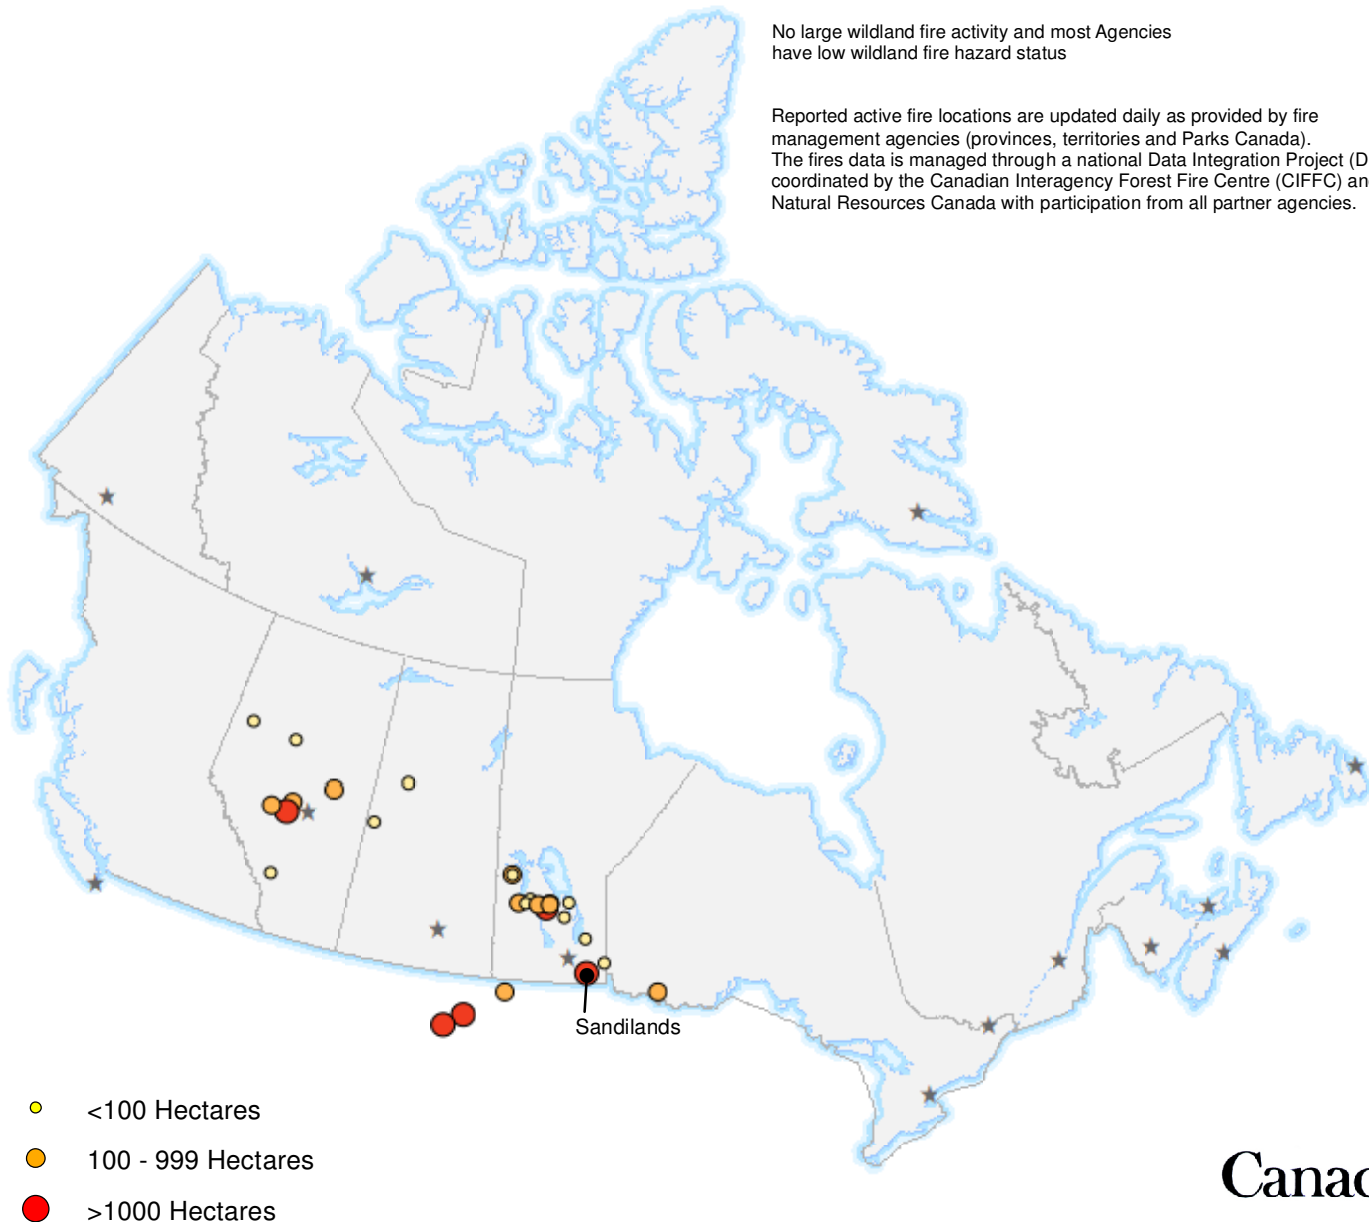 No large wildland fire activity and most Agencies
have low wildland fire hazard status
Reported active fire locations are updated daily as provided by fire
management agencies (provinces, territories and Parks Canada).
The fires data is managed through a national Data Integration Project (D
coordinated by the Canadian Interagency Forest Fire Centre (CIFFC) an
Natural Resources Canada with participation from all partner agencies.
Sandilands
<100 Hectares
100 - 999 Hectares
>1000 Hectares
Canad